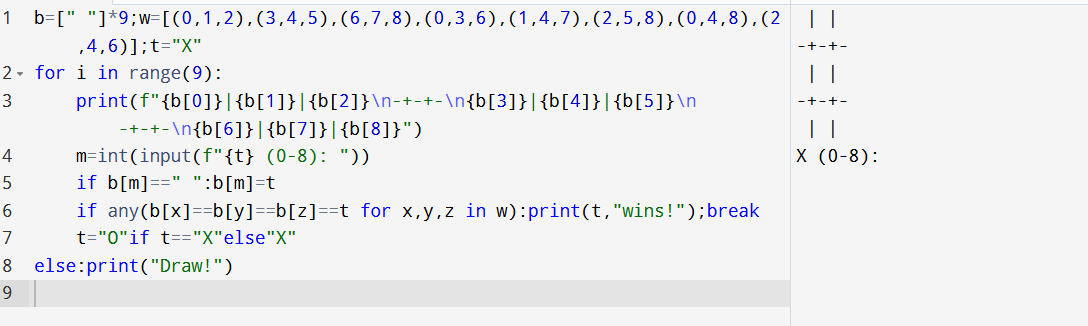 1 b=[" "]*9;w=[(0,1,2),(3,4,5),(6,7,8),(0,3,6),(1,4,7),(2,5,8),(0,4,8),(2
,4,6)];t="X"
2 for i in range(9):
3     print(f"{b[0]}|{b[1]}|{b[2]}\n-+-+-\n{b[3]}|{b[4]}|{b[5]}\n
-+-+-\n{b[6]}|{b[7]}|{b[8]}")
4     m=int(input(f"{t} (0-8): "))
5     if b[m]==" ":b[m]=t
6     if any(b[x]==b[y]==b[z]==t for x,y,z in w):print(t,"wins!");break
7     t="O"if t=="X"else"X"
8 else:print("Draw!")
9
 | |
-+-+-
 | |
-+-+-
 | |
X (0-8):